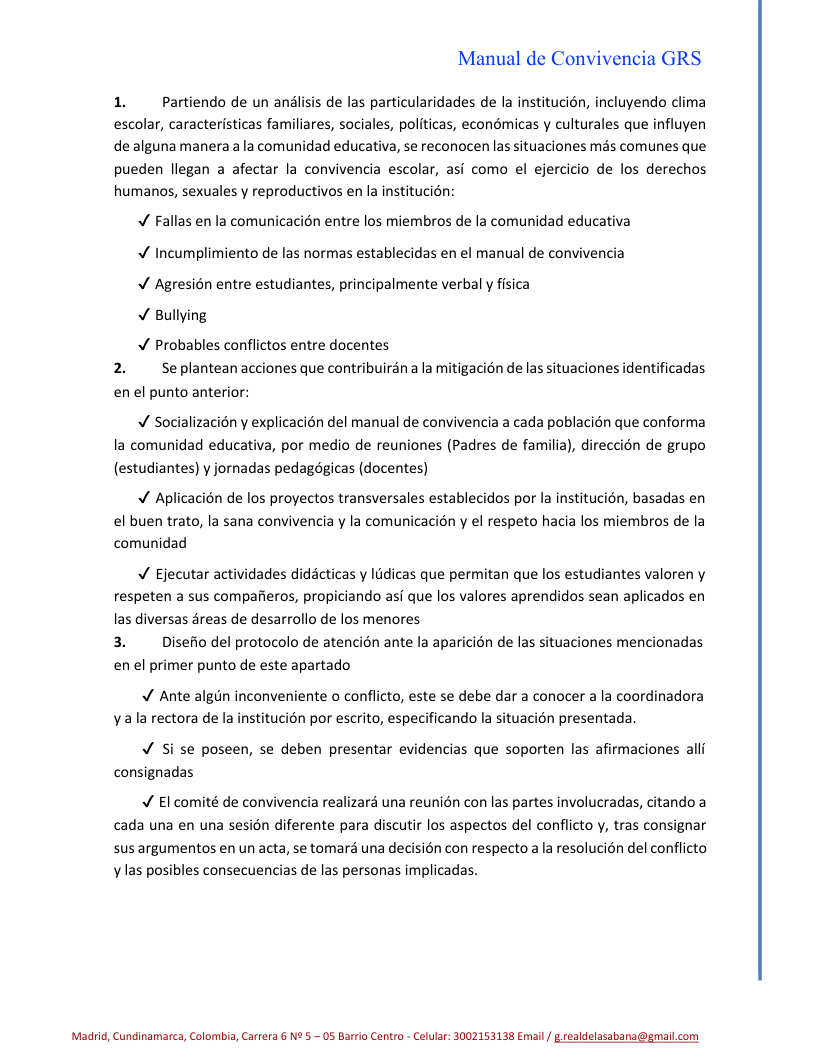 Manual de Convivencia GRS
1. Partiendo de un análisis de las particularidades de la institución, incluyendo clima
escolar, características familiares, sociales, políticas, económicas y culturales que influyen
de alguna manera a la comunidad educativa, se reconocen las situaciones más comunes que
pueden llegan a afectar la convivencia escolar, así como el ejercicio de los derechos
humanos, sexuales y reproductivos en la institución:
✓ Fallas en la comunicación entre los miembros de la comunidad educativa
✓ Incumplimiento de las normas establecidas en el manual de convivencia
✓ Agresión entre estudiantes, principalmente verbal y física
✓ Bullying
✓ Probables conflictos entre docentes
2. Se plantean acciones que contribuirán a la mitigación de las situaciones identificadas
en el punto anterior:
✓ Socialización y explicación del manual de convivencia a cada población que conforma
la comunidad educativa, por medio de reuniones (Padres de familia), dirección de grupo
(estudiantes) y jornadas pedagógicas (docentes)
✓ Aplicación de los proyectos transversales establecidos por la institución, basadas en
el buen trato, la sana convivencia y la comunicación y el respeto hacia los miembros de la
comunidad
✓ Ejecutar actividades didácticas y lúdicas que permitan que los estudiantes valoren y
respeten a sus compañeros, propiciando así que los valores aprendidos sean aplicados en
las diversas áreas de desarrollo de los menores
3. Diseño del protocolo de atención ante la aparición de las situaciones mencionadas
en el primer punto de este apartado
✓ Ante algún inconveniente o conflicto, este se debe dar a conocer a la coordinadora
y a la rectora de la institución por escrito, especificando la situación presentada.
✓ Si se poseen, se deben presentar evidencias que soporten las afirmaciones allí
consignadas
✓ El comité de convivencia realizará una reunión con las partes involucradas, citando a
cada una en una sesión diferente para discutir los aspectos del conflicto y, tras consignar
sus argumentos en un acta, se tomará una decisión con respecto a la resolución del conflicto
y las posibles consecuencias de las personas implicadas.
Madrid, Cundinamarca, Colombia, Carrera 6 Nº 5 – 05 Barrio Centro - Celular: 3002153138 Email / g.realdelasabana@gmail.com